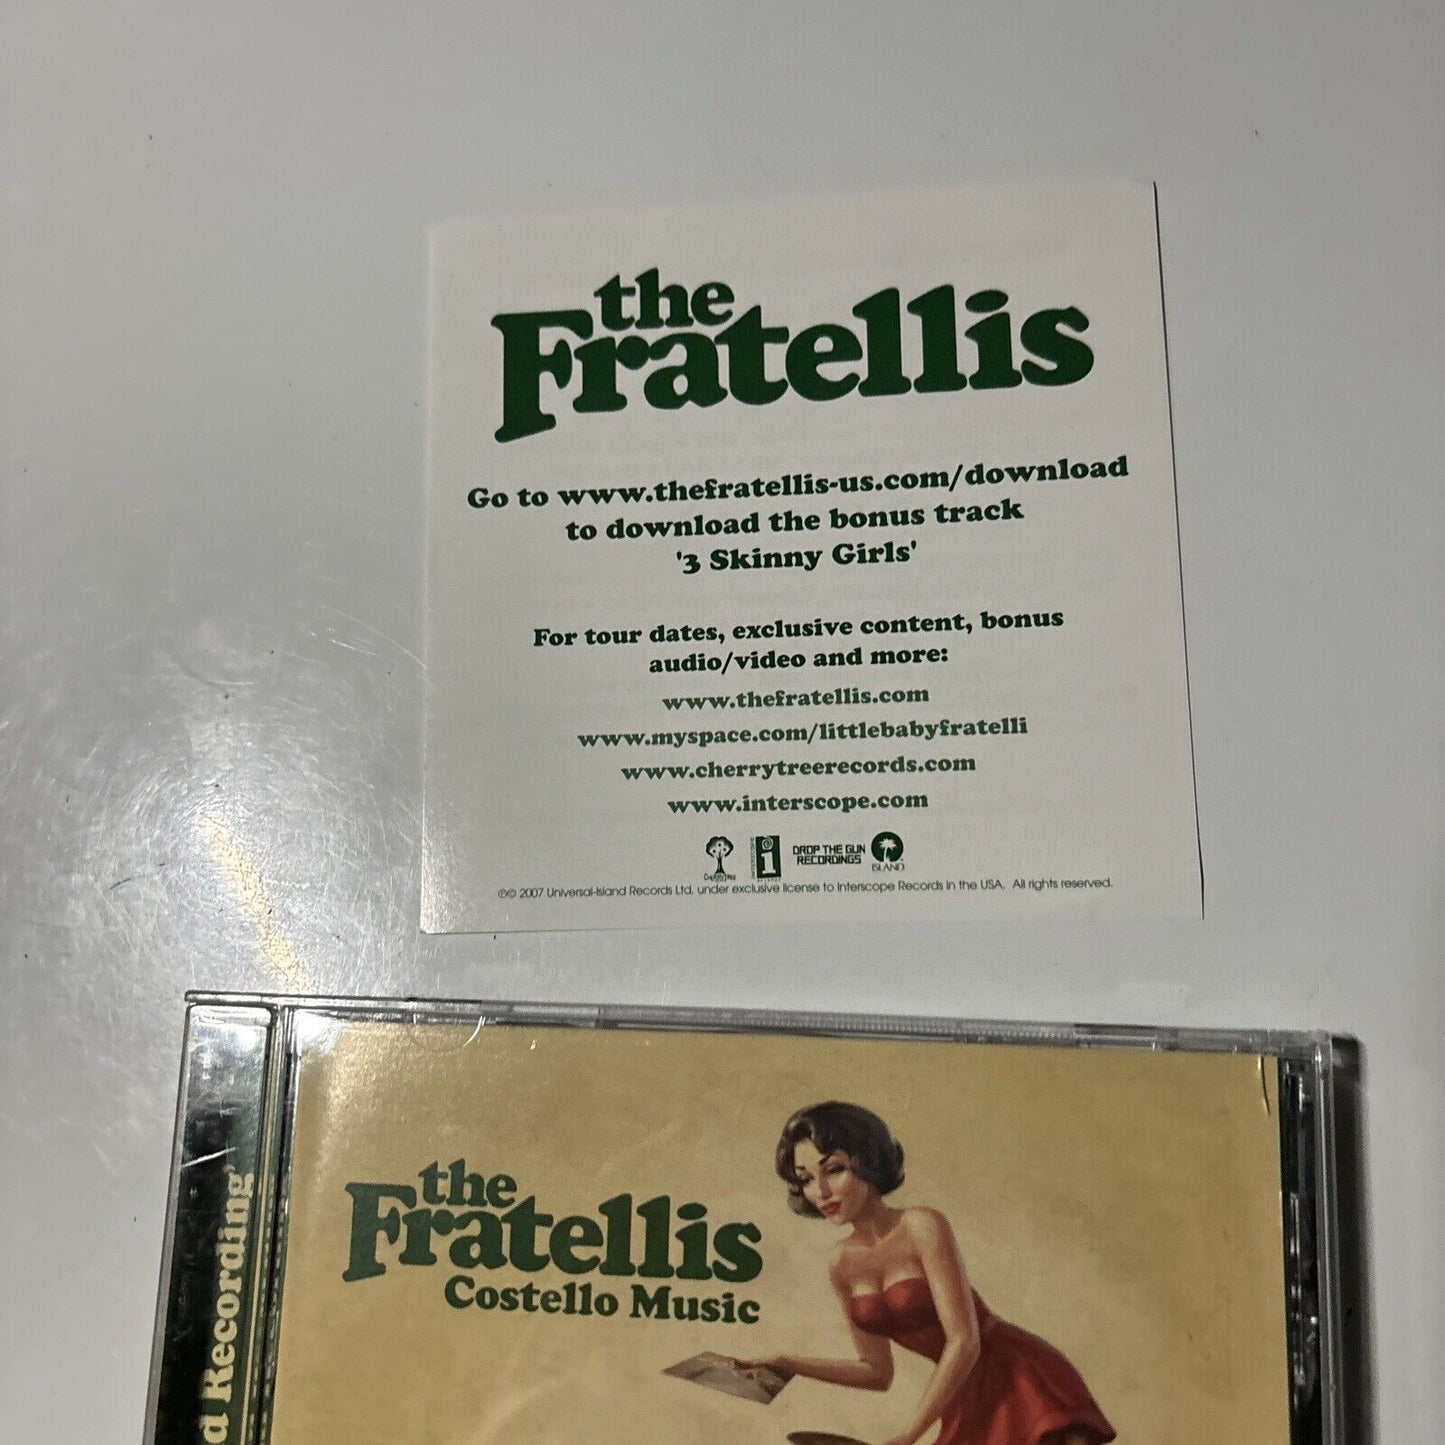 the
Fratellis
Go to www.thefratellis-us.com/download
to download the bonus track
'3 Skinny Girls'
For tour dates, exclusive content, bonus
audio/video and more:
www.thefratellis.com
www.myspace.com/littlebabyfratelli
www.cherrytreerecords.com
www.interscope.com
DROP THE GUN
RECORDINGS
ISLAND
℗© 2007 Universal-Island Records Ltd. under exclusive license to Interscope Records in the USA. All rights reserved.
d Recording'
the
Fratellis
Costello Music